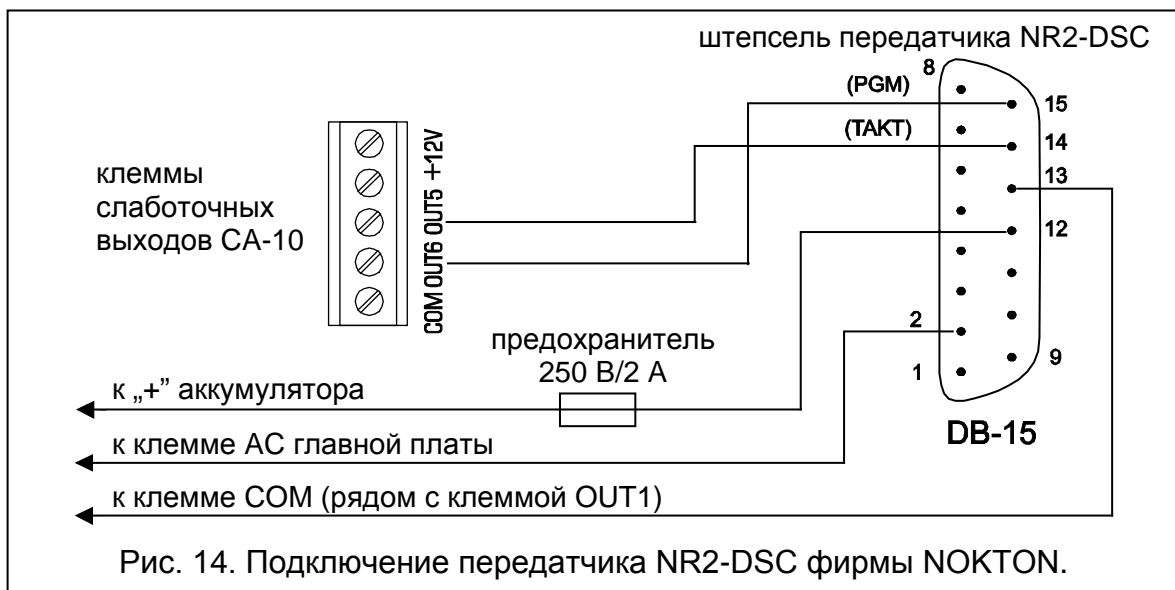 штепсель передатчика NR2-DSC
8
(PGM)
15
(TAKT)
14
13
12
2
1
9
DB-15
клеммы
слаботочных
выходов CA-10
COM OUT6 OUT5 +12V
предохранитель
250 В/2 А
к „+” аккумулятора
к клемме AC главной платы
к клемме COM (рядом с клеммой OUT1)
Рис. 14. Подключение передатчика NR2-DSC фирмы NOKTON.